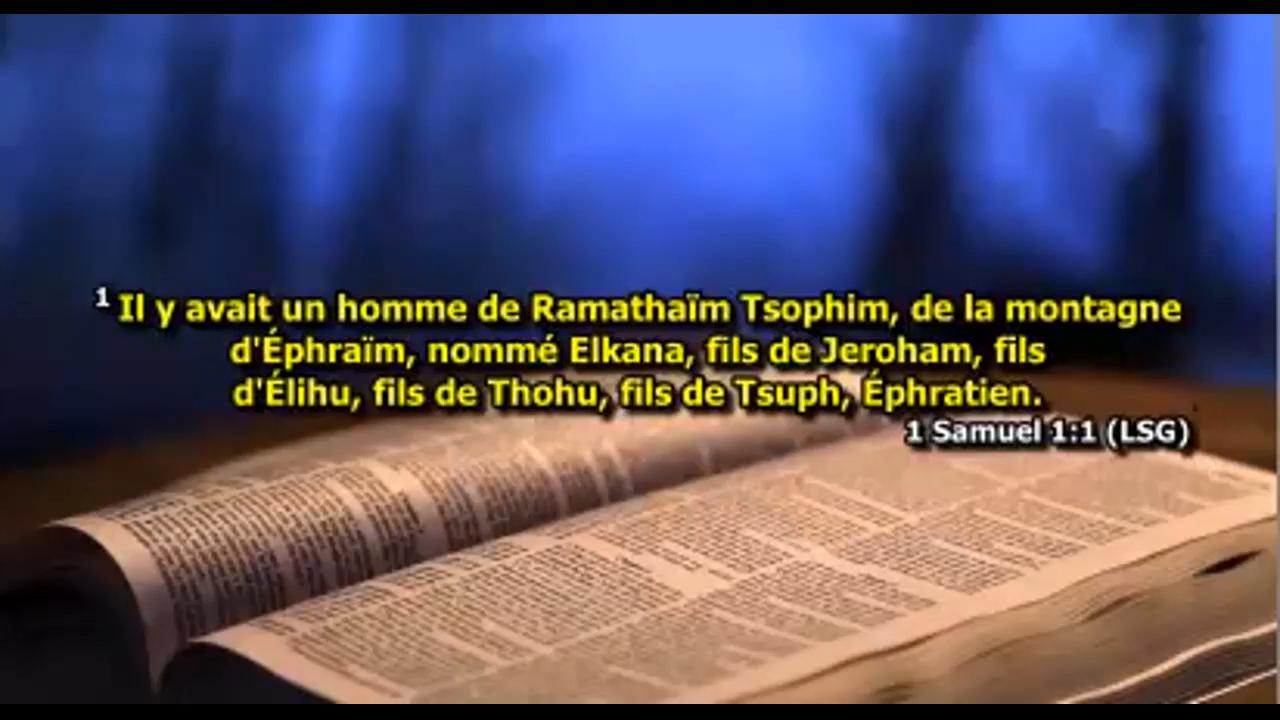 1 Il y avait un homme de Ramathaïm Tsophim, de la montagne
d'Éphraïm, nommé Elkana, fils de Jeroham, fils
d'Élihu, fils de Thohu, fils de Tsuph, Éphratien.
1 Samuel 1:1 (LSG)